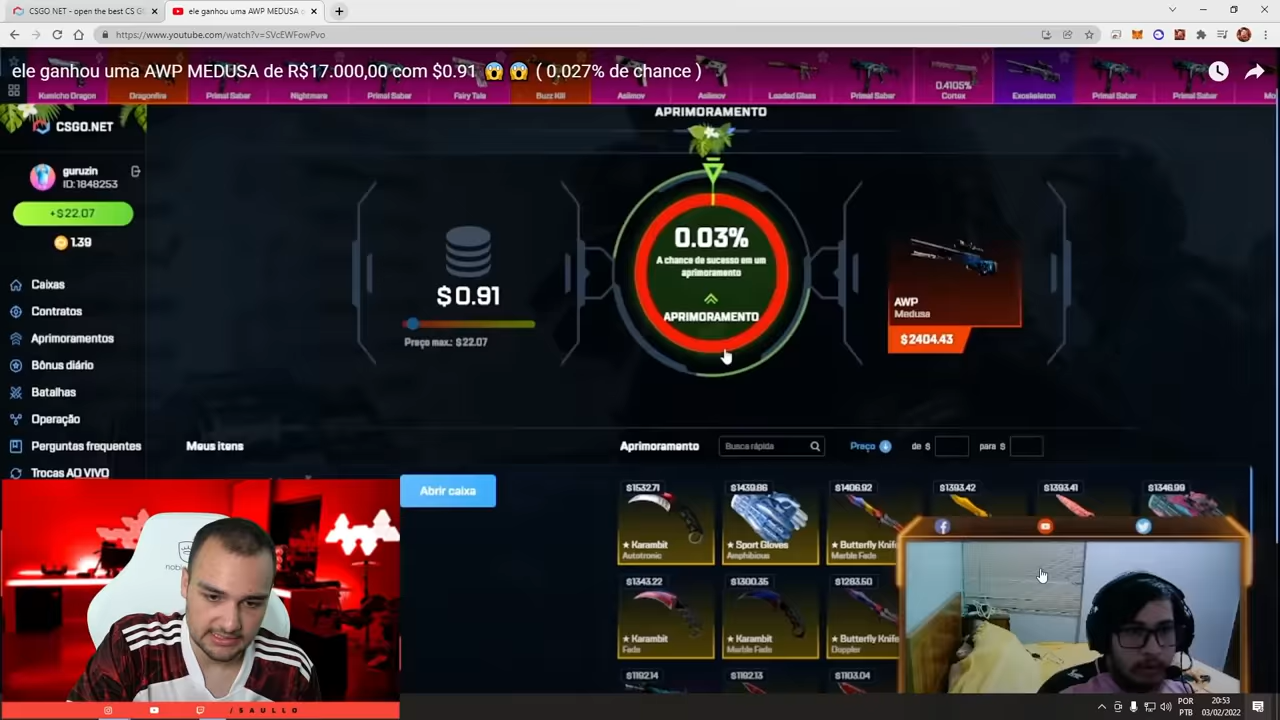 CSGO NET - open the best CS G
ele ganhou uma AWP MEDUSA d
https://www.youtube.com/watch?v=SVcEWFowPvo
ele ganhou uma AWP MEDUSA de R$17.000,00 com $0.91 😱 😱 ( 0.027% de chance )
0.4105%
Kumicho Dragon
Dragonfire
Primal Saber
Nightmare
Primal Saber
Fairy Tale
Buzz Kill
Asiimov
Asiimov
Loaded Glass
Primal Saber
Cortex
Exoskeleton
Primal Saber
Primal Saber
CSGO.NET
APRIMORAMENTO
guruzin
ID:1848253
+$22.07
1.39
Caixas
Contratos
Aprimoramentos
Bônus diário
Batalhas
Operação
Perguntas frequentes
Trocas AO VIVO
$0.91
Preço max.: $22.07
0.03%
A chance de sucesso em um
aprimoramento
APRIMORAMENTO
AWP
Medusa
$2404.43
Meus itens
Aprimoramento
Busca rápida
Preço
de $
para $
Abrir caixa
$1532.71
$1439.86
$1406.92
$1393.42
$1393.41
$1346.99
★ Karambit
Autotronic
★ Sport Gloves
Amphibious
★ Butterfly Knife
Marble Fade
$1343.22
$1300.35
$1283.50
★ Karambit
Fade
★ Karambit
Marble Fade
★ Butterfly Knife
Doppler
$1192.14
$1192.13
$1103.04
nobl
/SAULLO
POR
PTB
20:53
03/02/2022